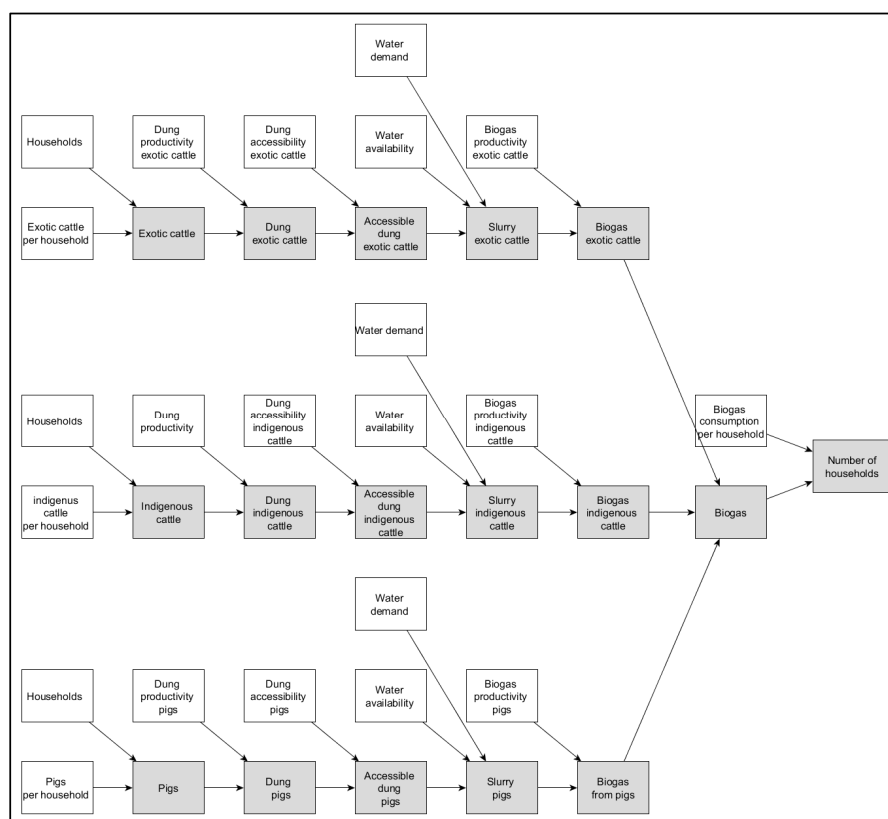 Water
demand
Households
Dung
productivity
exotic cattle
Dung
accessibility
exotic cattle
Water
availability
Biogas
productivity
exotic cattle
Exotic cattle
per household
Exotic cattle
Dung
exotic cattle
Accessible
dung
exotic cattle
Slurry
exotic cattle
Biogas
exotic cattle
Water demand
Households
Dung
productivity
Dung
accessibility
indigenous
cattle
Water
availability
Biogas
productivity
indigenous
cattle
Biogas
consumption
per household
Number of
households
indigenus
catlle
per household
Indigenous
cattle
Dung
indigenous
cattle
Accessible
dung
indigenous
cattle
Slurry
indigenous
cattle
Biogas
indigenous
cattle
Biogas
Water
demand
Households
Dung
productivity
pigs
Dung
accessibility
pigs
Water
availability
Biogas
productivity
pigs
Pigs
per household
Pigs
Dung
pigs
Accessible
dung
pigs
Slurry
pigs
Biogas
from pigs